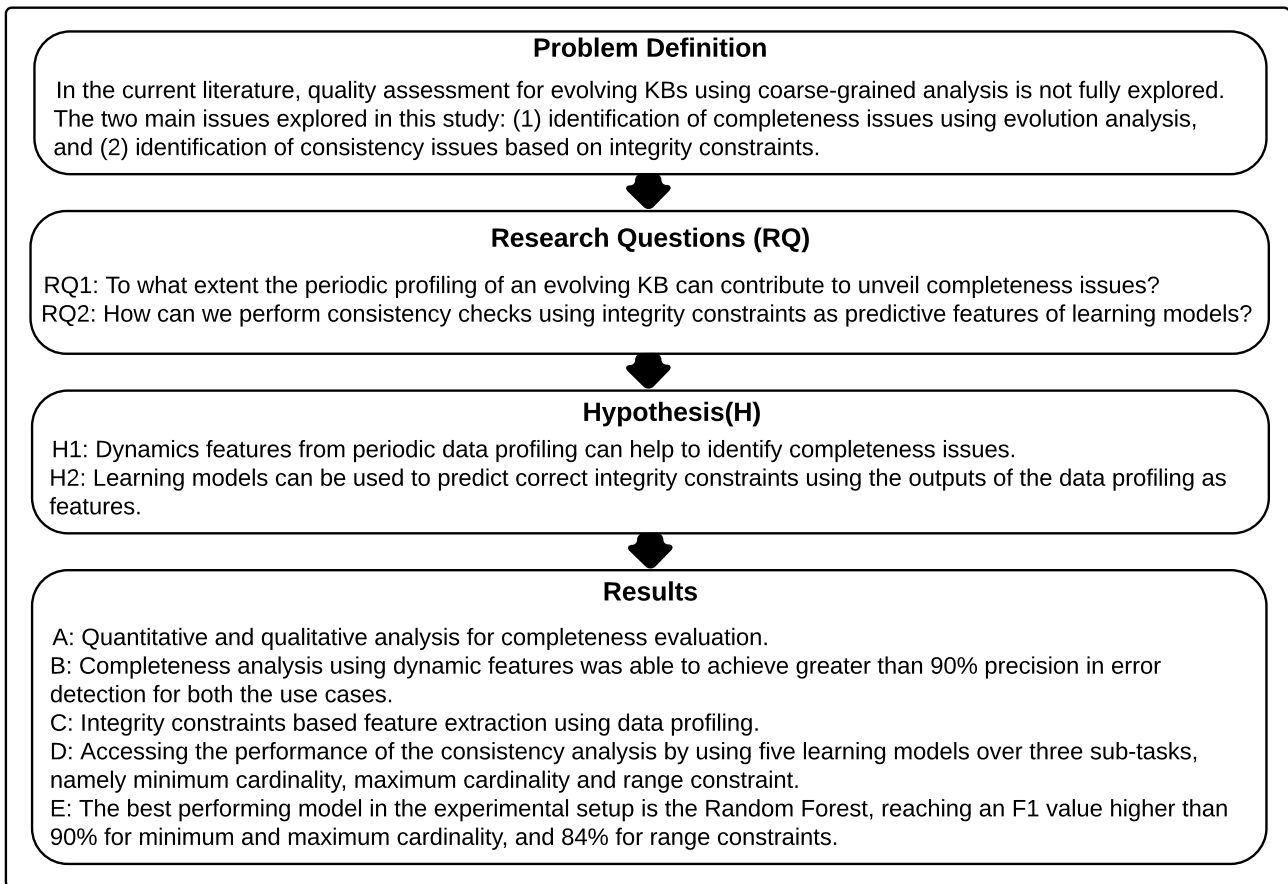 Problem Definition
In the current literature, quality assessment for evolving KBs using coarse-grained analysis is not fully explored.
The two main issues explored in this study: (1) identification of completeness issues using evolution analysis,
and (2) identification of consistency issues based on integrity constraints.
Research Questions (RQ)
RQ1: To what extent the periodic profiling of an evolving KB can contribute to unveil completeness issues?
RQ2: How can we perform consistency checks using integrity constraints as predictive features of learning models?
Hypothesis(H)
H1: Dynamics features from periodic data profiling can help to identify completeness issues.
H2: Learning models can be used to predict correct integrity constraints using the outputs of the data profiling as
features.
Results
A: Quantitative and qualitative analysis for completeness evaluation.
B: Completeness analysis using dynamic features was able to achieve greater than 90% precision in error
detection for both the use cases.
C: Integrity constraints based feature extraction using data profiling.
D: Accessing the performance of the consistency analysis by using five learning models over three sub-tasks,
namely minimum cardinality, maximum cardinality and range constraint.
E: The best performing model in the experimental setup is the Random Forest, reaching an F1 value higher than
90% for minimum and maximum cardinality, and 84% for range constraints.